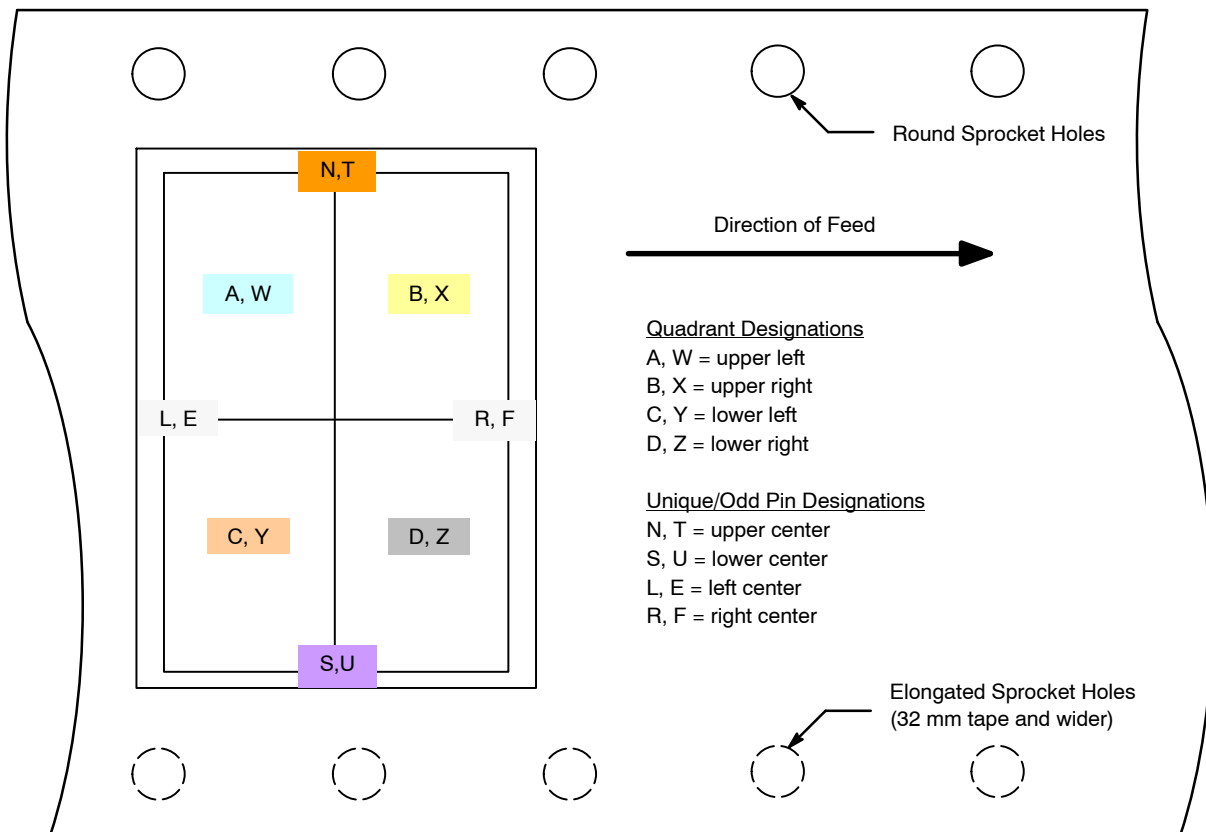 Round Sprocket Holes
N,T
Direction of Feed
A, W
B, X
Quadrant Designations
A, W = upper left
B, X = upper right
C, Y = lower left
D, Z = lower right
L, E
R, F
Unique/Odd Pin Designations
N, T = upper center
S, U = lower center
L, E = left center
R, F = right center
C, Y
D, Z
S,U
Elongated Sprocket Holes
(32 mm tape and wider)